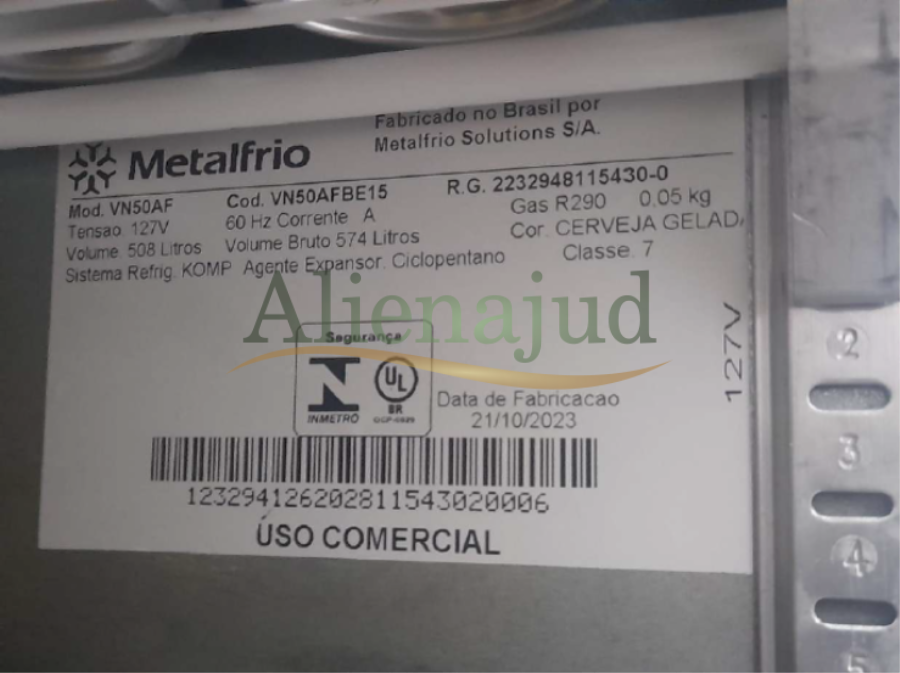 Metalfrio
Fabricado no Brasil por
Metalfrio Solutions S/A.
Mod. VN50AF Cod. VN50AFBE15 R.G. 2232948115430-0
Tensao. 127V 60 Hz Corrente A Gas R290 0,05 kg
Volume. 508 Litros Volume Bruto 574 Litros Cor. CERVEJA GELAD
Sistema Refrig. KOMP Agente Expansor. Ciclopentano Classe. 7
Alienajud
127V
Segurança
INMETRO
UL
BR
Data de Fabricacao
21/10/2023
123294126202811543020006
USO COMERCIAL
2
3
4
5